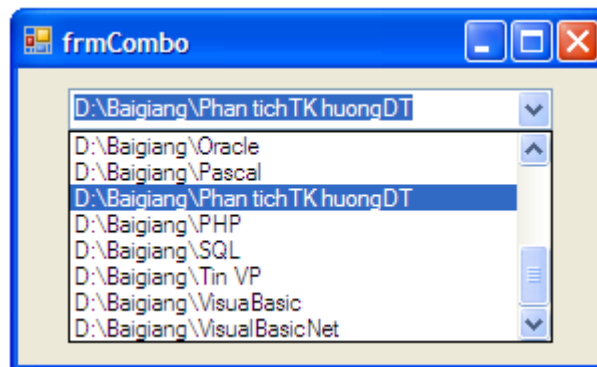 frmCombo
D:\Baigiang\Phan tichTK huongDT
D:\Baigiang\Oracle
D:\Baigiang\Pascal
D:\Baigiang\Phan tichTK huongDT
D:\Baigiang\PHP
D:\Baigiang\SQL
D:\Baigiang\Tin VP
D:\Baigiang\VisuaBasic
D:\Baigiang\VisualBasicNet